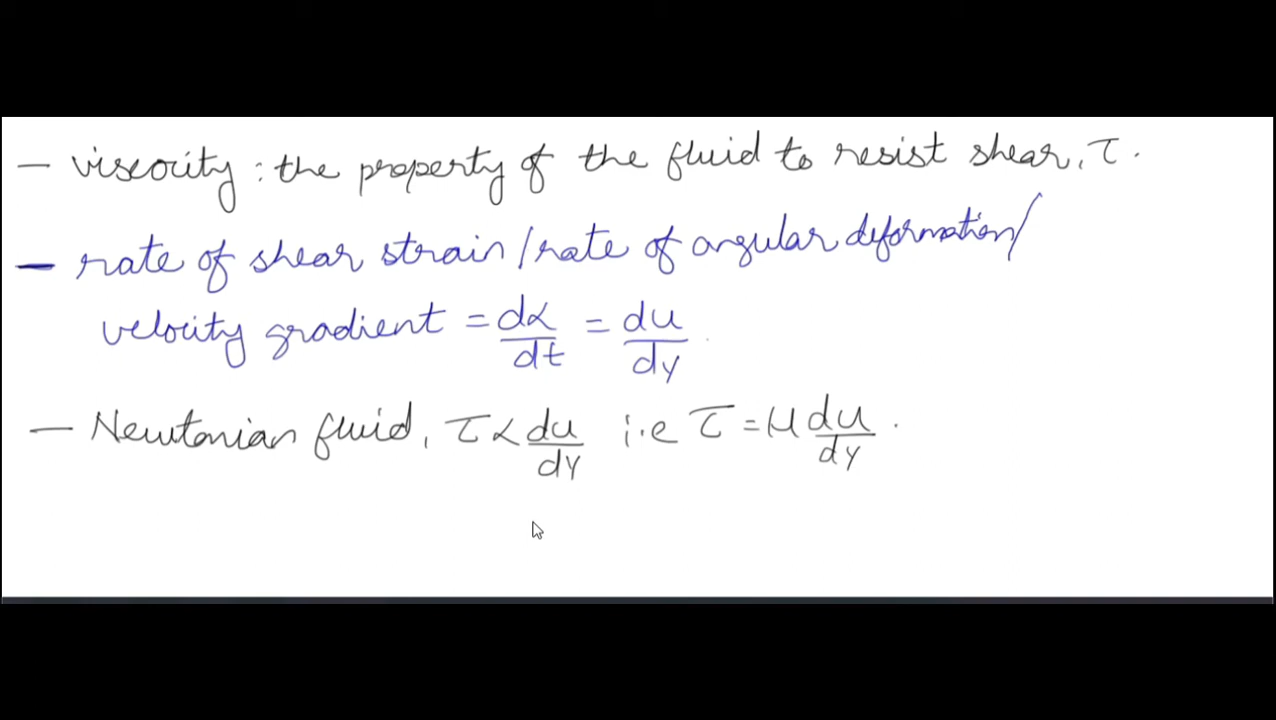 — viscosity : the property of the fluid to resist shear, τ.
— rate of shear strain/rate of angular deformation/
velocity gradient = dα/dt = du/dy .
— Newtonian fluid, τ ∝ du/dy i.e τ = μ du/dy .